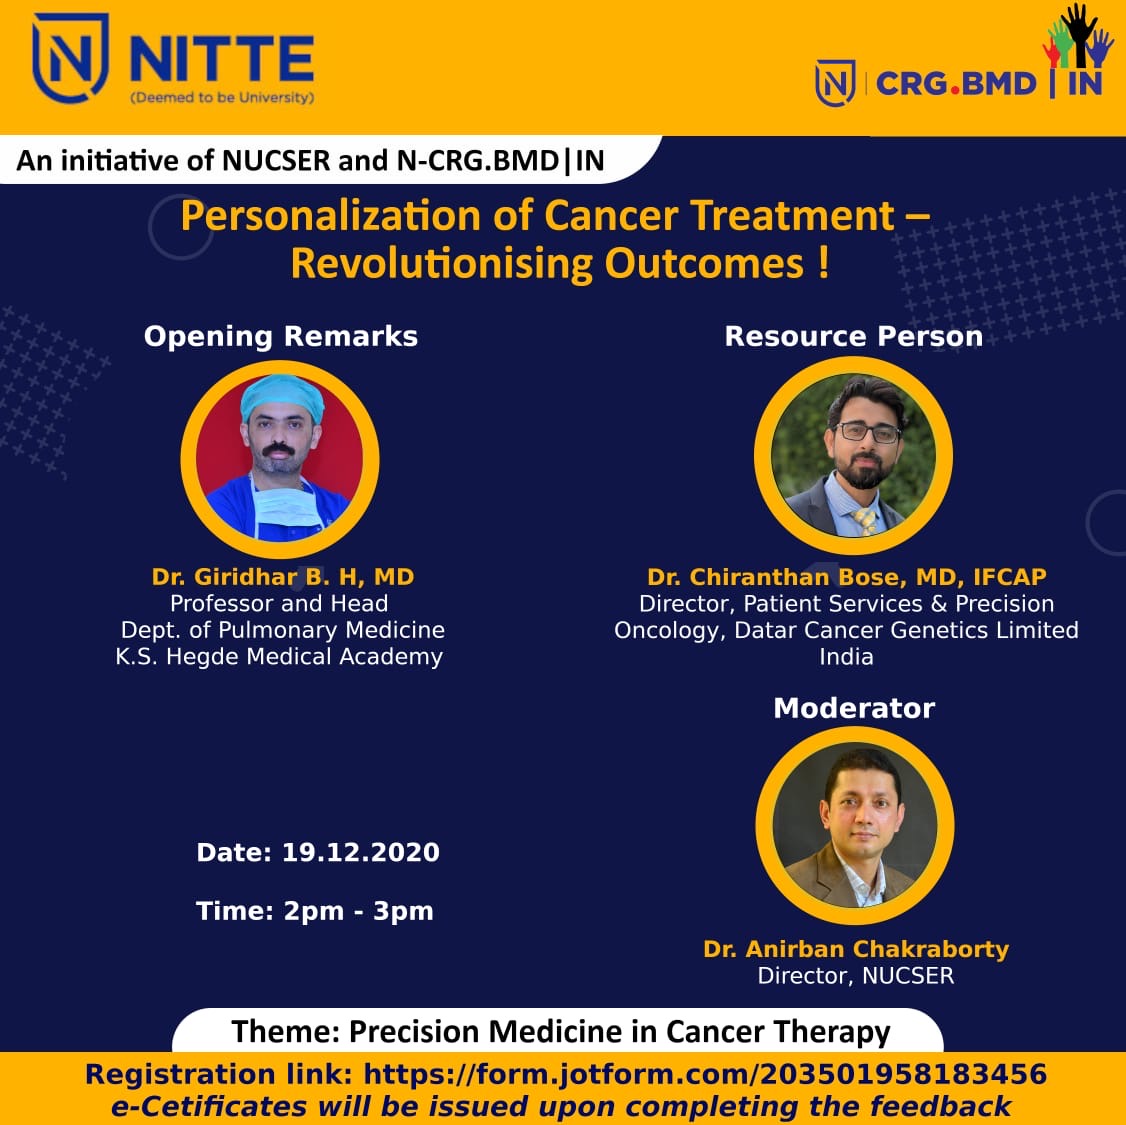 N NITTE
(Deemed to be University)
N | CRG.BMD | IN
An initiative of NUCSER and N-CRG.BMD|IN
Personalization of Cancer Treatment –
Revolutionising Outcomes !
Opening Remarks
Dr. Giridhar B. H, MD
Professor and Head
Dept. of Pulmonary Medicine
K.S. Hegde Medical Academy
Resource Person
Dr. Chiranthan Bose, MD, IFCAP
Director, Patient Services & Precision
Oncology, Datar Cancer Genetics Limited
India
Moderator
Dr. Anirban Chakraborty
Director, NUCSER
Date: 19.12.2020
Time: 2pm - 3pm
Theme: Precision Medicine in Cancer Therapy
Registration link: https://form.jotform.com/203501958183456
e-Cetificates will be issued upon completing the feedback